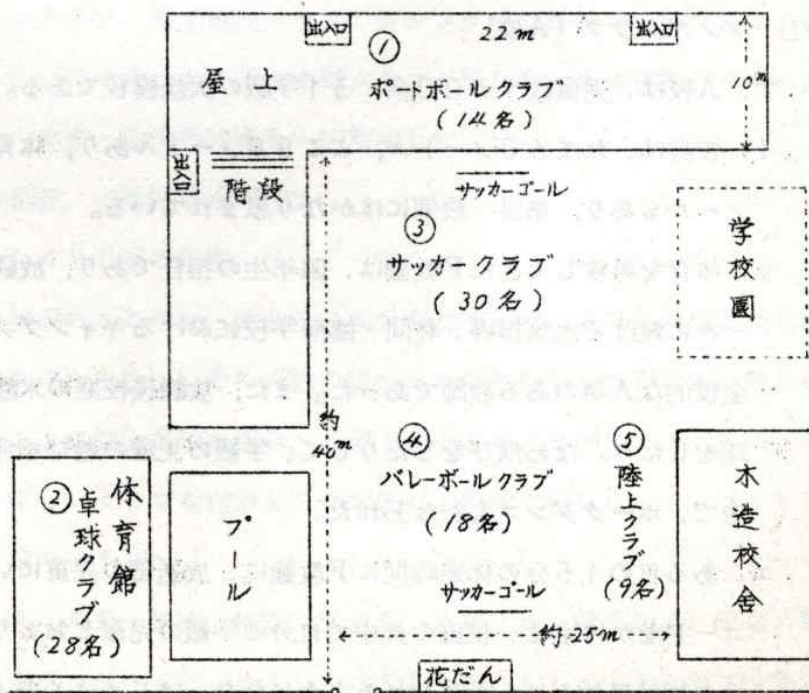 出入口
22m
出入口
①
屋上
ポートボールクラブ
(14名)
10m
出入口
階段
サッカーゴール
③
サッカークラブ
(30名)
学校園
約40m
②
体育館
卓球クラブ
(28名)
プール
④
バレーボールクラブ
(18名)
⑤
陸上クラブ
(9名)
木造校舎
サッカーゴール
約25m
花だん